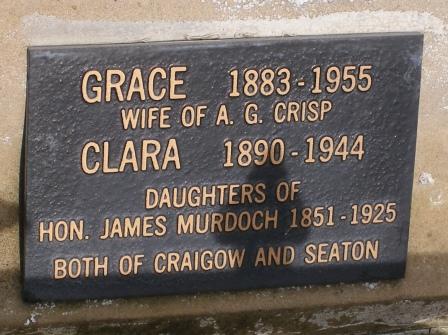 GRACE 1883-1955
WIFE OF A. G. CRISP
CLARA 1890-1944
DAUGHTERS OF
HON. JAMES MURDOCH 1851-1925
BOTH OF CRAIGOW AND SEATON